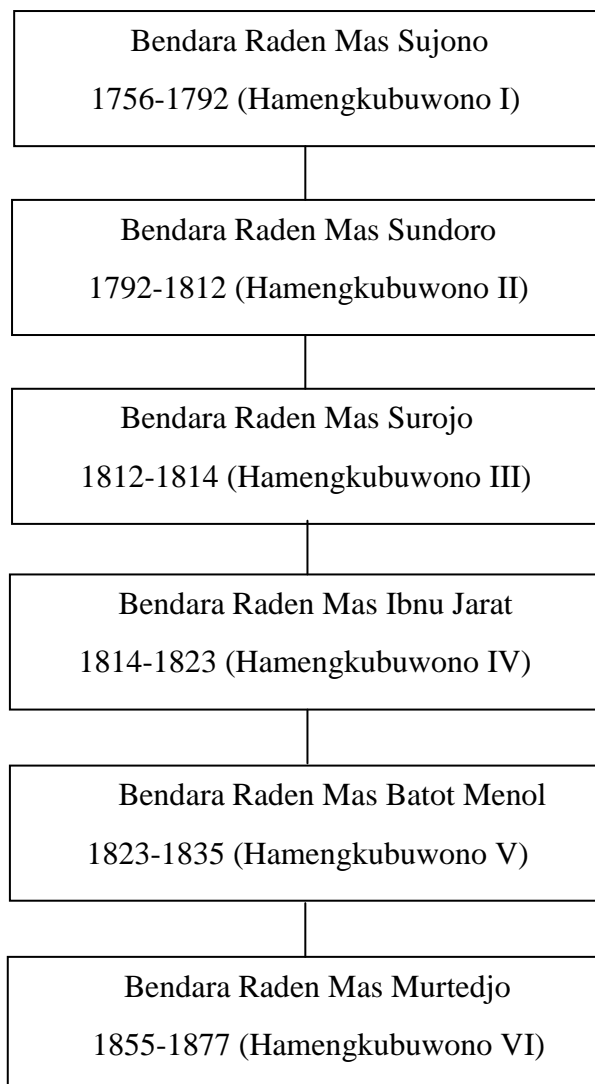 Bendara Raden Mas Sujono
1756-1792 (Hamengkubuwono I)
Bendara Raden Mas Sundoro
1792-1812 (Hamengkubuwono II)
Bendara Raden Mas Surojo
1812-1814 (Hamengkubuwono III)
Bendara Raden Mas Ibnu Jarat
1814-1823 (Hamengkubuwono IV)
Bendara Raden Mas Batot Menol
1823-1835 (Hamengkubuwono V)
Bendara Raden Mas Murtedjo
1855-1877 (Hamengkubuwono VI)